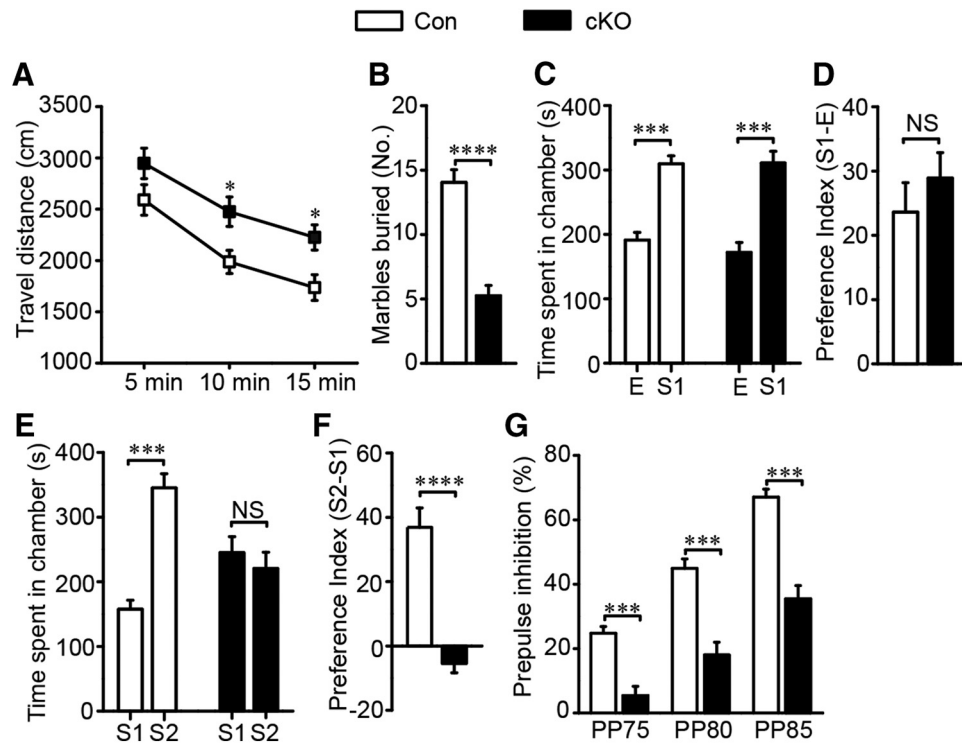 Con cKO
A
Travel distance (cm)
3500
3000
2500
2000
1500
1000
* *
5 min 10 min 15 min
B
Marbles buried (No.)
20
15
10
5
0
****
C
Time spent in chamber (s)
400
300
200
100
0
*** ***
E S1 E S1
D
Preference Index (S1-E)
40
30
20
10
0
NS
E
Time spent in chamber (s)
400
300
200
100
0
*** NS
S1 S2 S1 S2
F
Preference Index (S2-S1)
60
40
20
0
-20
****
G
Prepulse inhibition (%)
80
60
40
20
0
*** *** ***
PP75 PP80 PP85